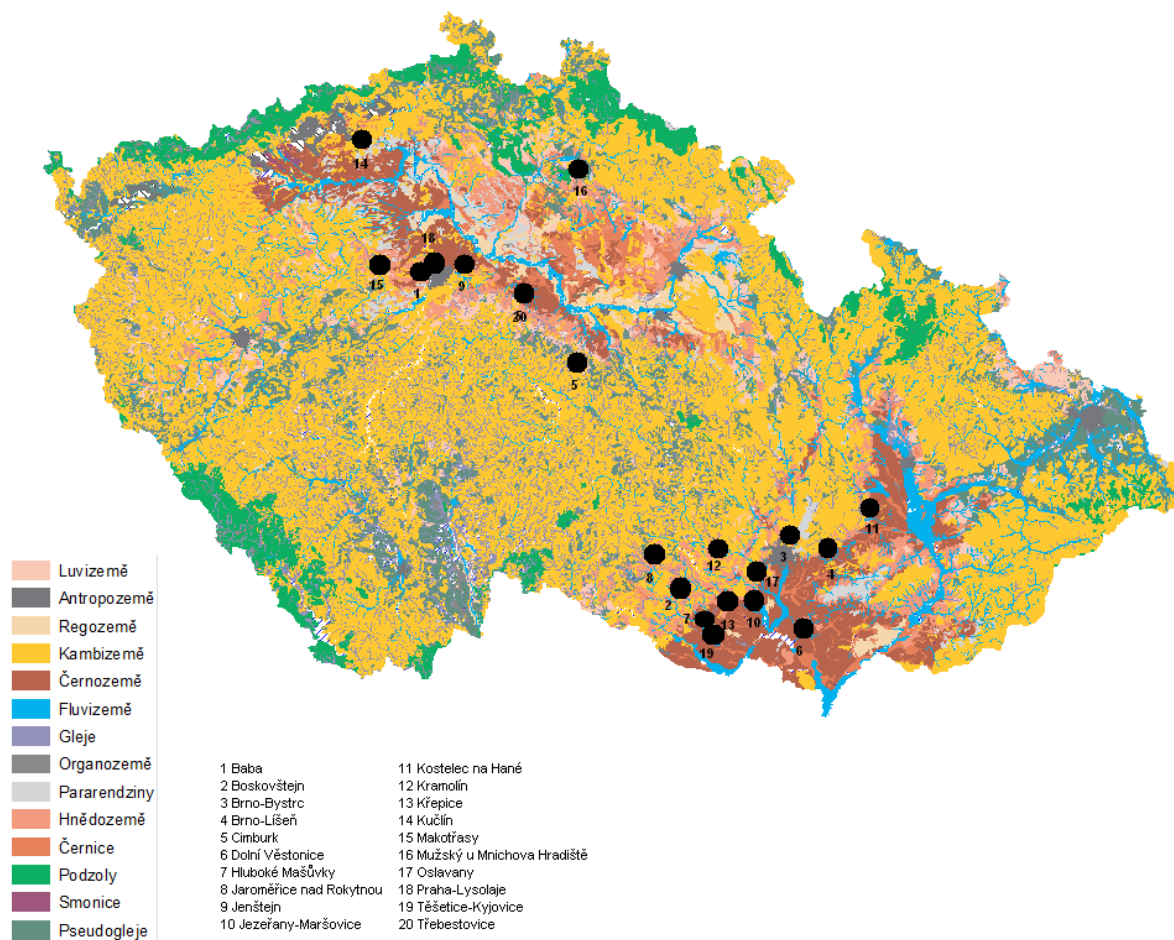 14
16
18
15
1
9
20
5
11
8
12
3
4
2
17
7
13
10
19
6
Luvizemě
Antropozemě
Regozemě
Kambizemě
Černozemě
Fluvizemě
Gleje
Organozemě
Pararendziny
Hnědozemě
Černice
Podzoly
Smonice
Pseudogleje
1 Baba
2 Boskovštejn
3 Brno-Bystrc
4 Brno-Líšeň
5 Cimburk
6 Dolní Věstonice
7 Hluboké Mašůvky
8 Jaroměřice nad Rokytnou
9 Jenštejn
10 Jezeřany-Maršovice
11 Kostelec na Hané
12 Kramolín
13 Křepice
14 Kučlín
15 Makotřasy
16 Mužský u Mnichova Hradiště
17 Oslavany
18 Praha-Lysolaje
19 Těšetice-Kyjovice
20 Třebestovice